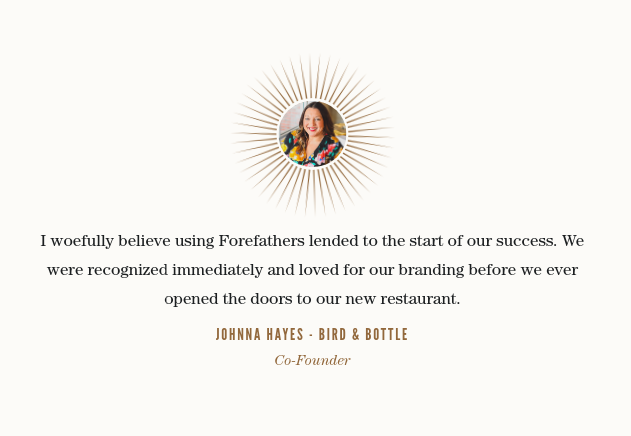 I woefully believe using Forefathers lended to the start of our success. We
were recognized immediately and loved for our branding before we ever
opened the doors to our new restaurant.
JOHNNA HAYES - BIRD & BOTTLE
Co-Founder